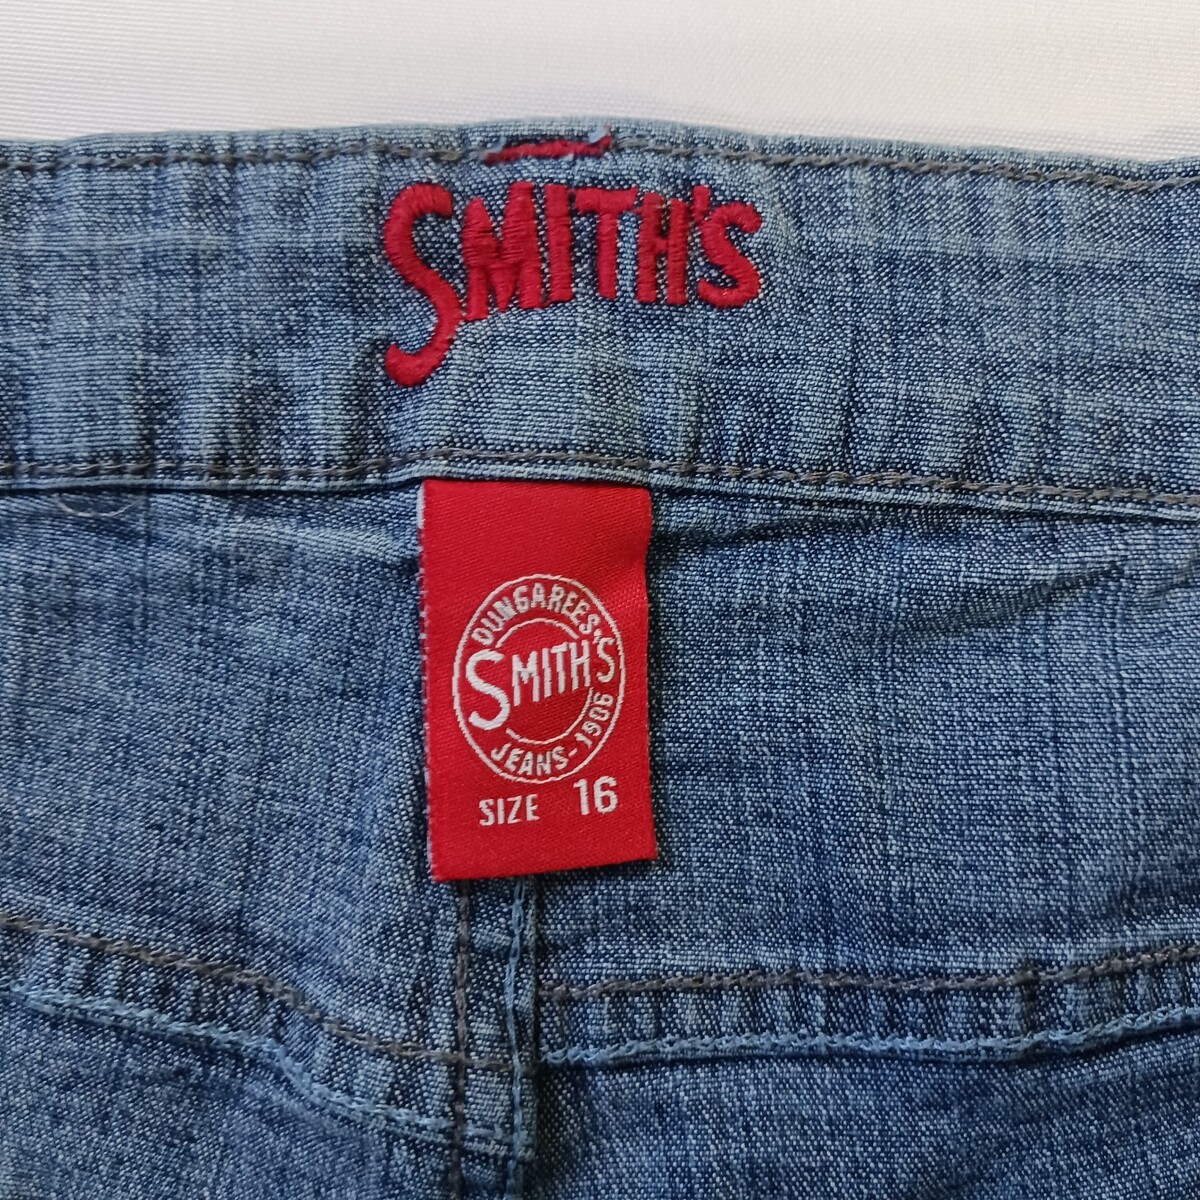 SMITH'S
DUNGAREES•
SMITH'S
JEANS-1906
SIZE 16